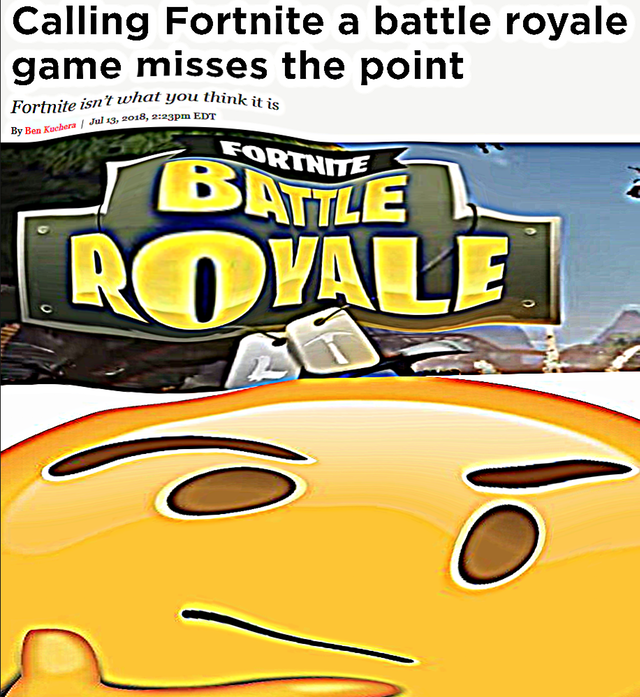 Calling Fortnite a battle royale
game misses the point
Fortnite isn't what you think it is
By Ben Kuchera | Jul 13, 2018, 2:23pm EDT
FORTNITE
BATTLE
ROYALE
L T